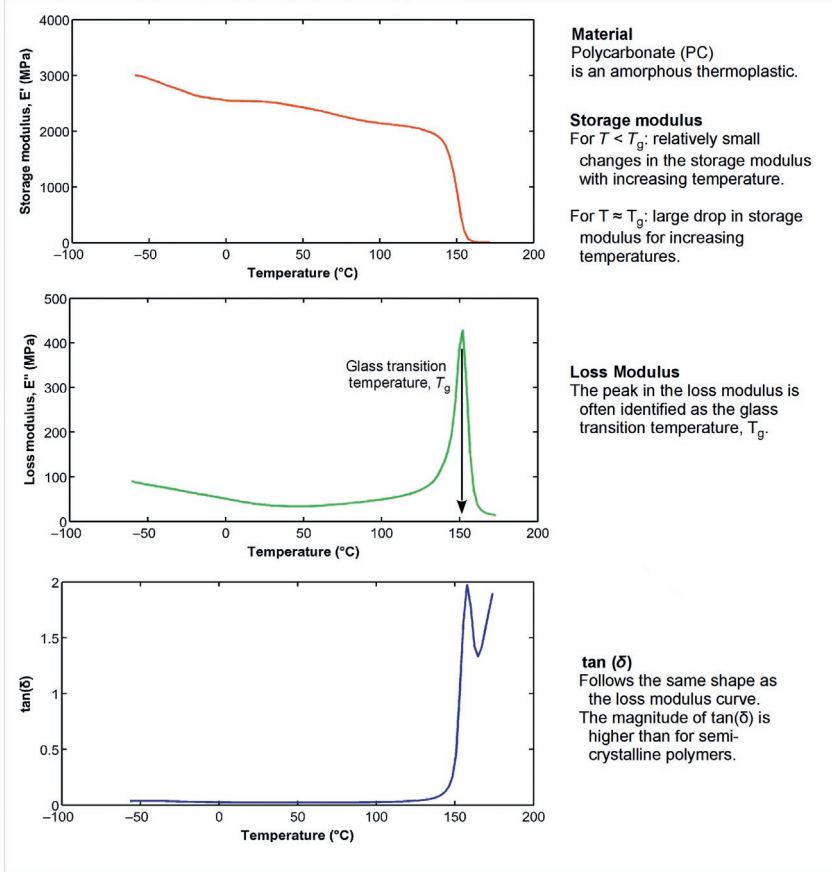 4000
3000
2000
1000
0
Storage modulus, E' (MPa)
−100
−50
0
50
100
150
200
Temperature (°C)
Material
Polycarbonate (PC)
is an amorphous thermoplastic.
Storage modulus
For T < Tg: relatively small
changes in the storage modulus
with increasing temperature.
For T ≈ Tg: large drop in storage
modulus for increasing
temperatures.
500
400
300
200
100
0
Loss modulus, E" (MPa)
Glass transition
temperature, Tg
−100
−50
0
50
100
150
200
Temperature (°C)
Loss Modulus
The peak in the loss modulus is
often identified as the glass
transition temperature, Tg.
2
1.5
1
0.5
0
tan(δ)
−100
−50
0
50
100
150
200
Temperature (°C)
tan (δ)
Follows the same shape as
the loss modulus curve.
The magnitude of tan(δ) is
higher than for semi-
crystalline polymers.